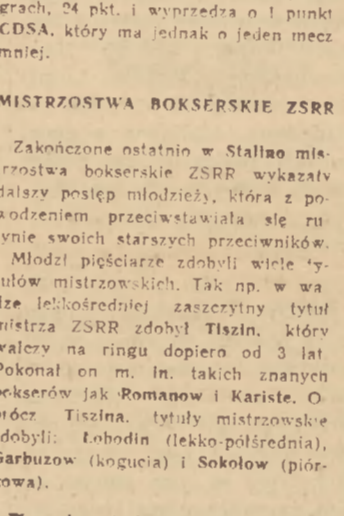 grach, 24 pkt. i wyprzedza o 1 punkt
CDSA, który ma jednak o jeden mecz
mniej.
MISTRZOSTWA BOKSERSKIE ZSRR
Zakończone ostatnio w Stalino mis-
rzostwa bokserskie ZSRR wykazały
dalszy postęp młodzieży, która z po-
wodzeniem przeciwstawiała się ru
ynie swoich starszych przeciwników.
Młodzi pięściarze zdobyli wiele ty-
ułów mistrzowskich. Tak np. w wa
dze lekkośredniej zaszczytny tytuł
mistrza ZSRR zdobył Tiszin, który
walczy na ringu dopiero od 3 lat
Pokonał on m. in. takich znanych
bokserów jak Romanow i Kariste. O
prócz Tiszina, tytuły mistrzowskie
zdobyli: Łobodin (lekko-półśrednia),
Garbuzow (kogucia) i Sokołow (piór-
kowa).